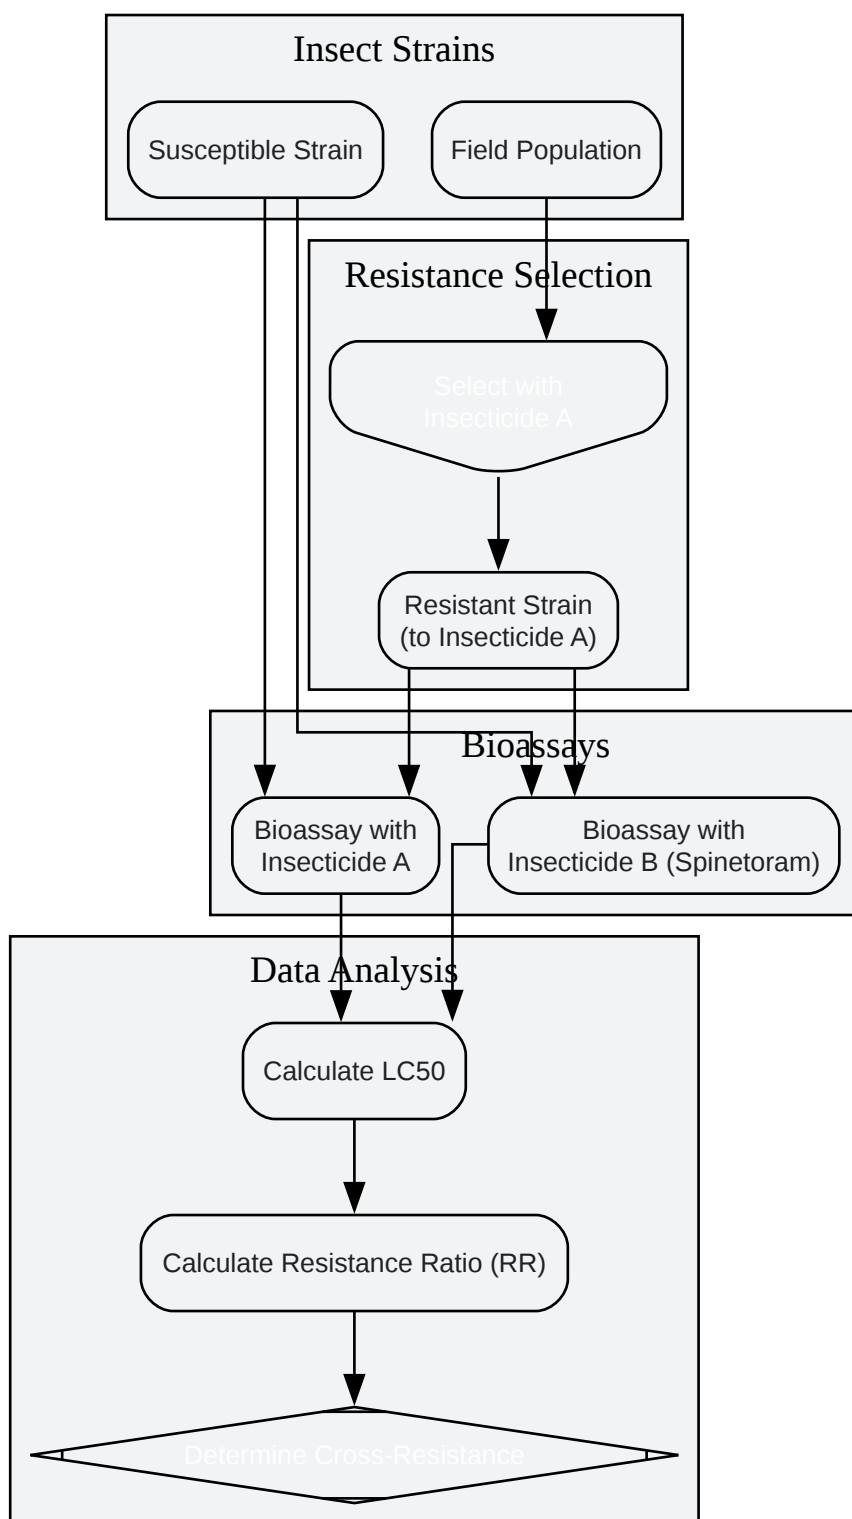 Insect Strains
Susceptible Strain
Field Population
Resistance Selection
Select with
Insecticide A
Resistant Strain
(to Insecticide A)
Bioassays
Bioassay with
Insecticide A
Bioassay with
Insecticide B (Spinetoram)
Data Analysis
Calculate LC50
Calculate Resistance Ratio (RR)
Determine Cross-Resistance